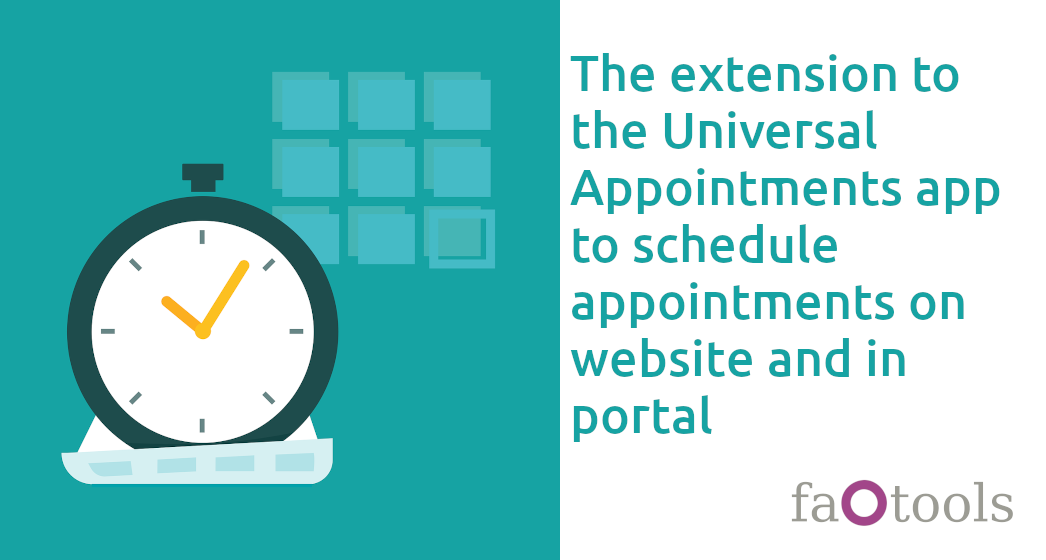 The extension to
the Universal
Appointments app
to schedule
appointments on
website and in
portal
faOtools